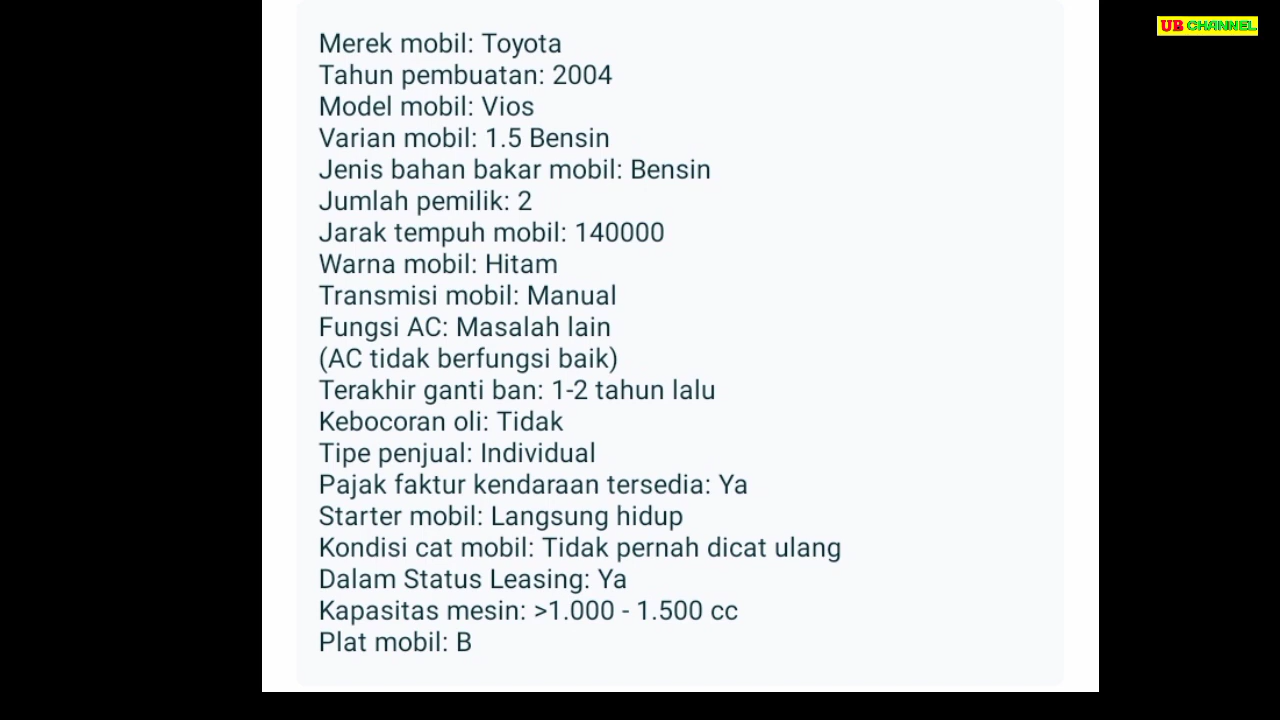 UB CHANNEL
Merek mobil: Toyota
Tahun pembuatan: 2004
Model mobil: Vios
Varian mobil: 1.5 Bensin
Jenis bahan bakar mobil: Bensin
Jumlah pemilik: 2
Jarak tempuh mobil: 140000
Warna mobil: Hitam
Transmisi mobil: Manual
Fungsi AC: Masalah lain
(AC tidak berfungsi baik)
Terakhir ganti ban: 1-2 tahun lalu
Kebocoran oli: Tidak
Tipe penjual: Individual
Pajak faktur kendaraan tersedia: Ya
Starter mobil: Langsung hidup
Kondisi cat mobil: Tidak pernah dicat ulang
Dalam Status Leasing: Ya
Kapasitas mesin: >1.000 - 1.500 cc
Plat mobil: B